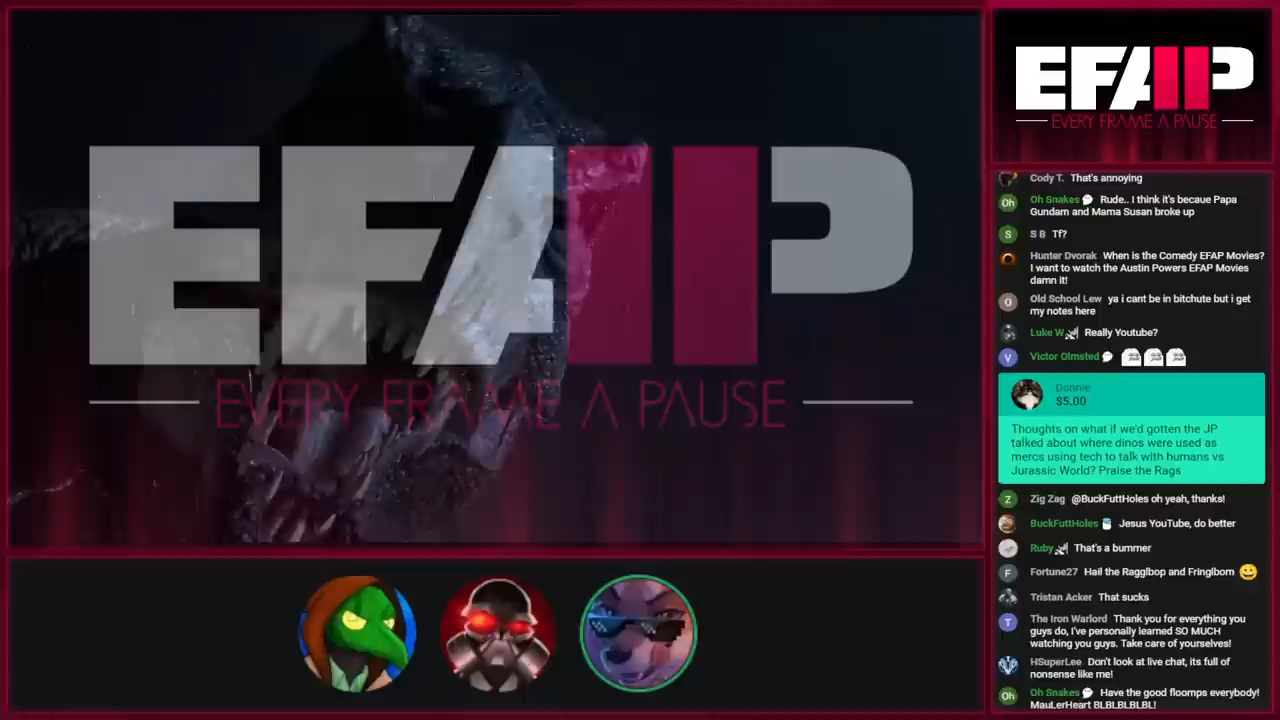 EFAP
EVERY FRAME A PAUSE
EFAP
EVERY FRAME A PAUSE
Cody T. That's annoying
Oh
Oh Snakes Rude.. I think it's becaue Papa
Gundam and Mama Susan broke up
S
S B Tf?
Hunter Dvorak When is the Comedy EFAP Movies?
I want to watch the Austin Powers EFAP Movies
damn it!
O
Old School Lew ya i cant be in bitchute but i get
my notes here
Luke W Really Youtube?
V
Victor Olmsted
Donnie
$5.00
Thoughts on what if we'd gotten the JP
talked about where dinos were used as
mercs using tech to talk with humans vs
Jurassic World? Praise the Rags
Z
Zig Zag @BuckFuttHoles oh yeah, thanks!
BuckFuttHoles Jesus YouTube, do better
Ruby That's a bummer
F
Fortune27 Hail the Ragglbop and Fringlbom 😀
Tristan Acker That sucks
T
The Iron Warlord Thank you for everything you
guys do, I've personally learned SO MUCH
watching you guys. Take care of yourselves!
HSuperLee Don't look at live chat, its full of
nonsense like me!
Oh
Oh Snakes Have the good floomps everybody!
MauLerHeart BLBLBLBLBL!